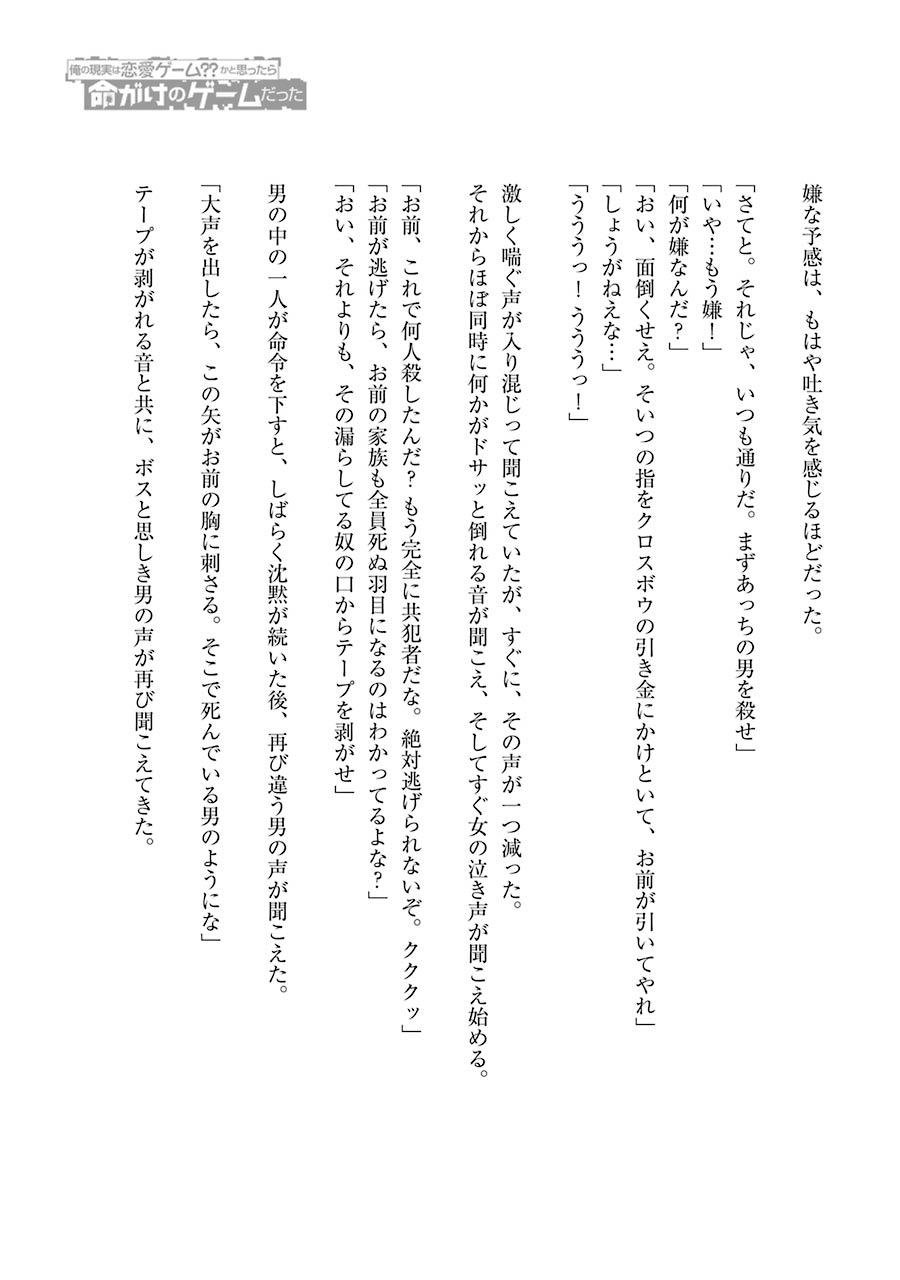 俺の現実は恋愛ゲーム??かと思ったら
命がけのゲームだった
嫌な予感は、もはや吐き気を感じるほどだった。
「さてと。それじゃ、いつも通りだ。まずあっちの男を殺せ」
「いや…もう嫌！」
「何が嫌なんだ？」
「おい、面倒くせえ。そいつの指をクロスボウの引き金にかけといて、お前が引いてやれ」
「しょうがねえな…」
「うううっ！うううっ！」
激しく喘ぐ声が入り混じって聞こえていたが、すぐに、その声が一つ減った。
それからほぼ同時に何かがドサッと倒れる音が聞こえ、そしてすぐ女の泣き声が聞こえ始める。
「お前、これで何人殺したんだ？もう完全に共犯者だな。絶対逃げられないぞ。クククッ」
「お前が逃げたら、お前の家族も全員死ぬ羽目になるのはわかってるよな？」
「おい、それよりも、その漏らしてる奴の口からテープを剥がせ」
男の中の一人が命令を下すと、しばらく沈黙が続いた後、再び違う男の声が聞こえた。
「大声を出したら、この矢がお前の胸に刺さる。そこで死んでいる男のようにな」
テープが剥がれる音と共に、ボスと思しき男の声が再び聞こえてきた。